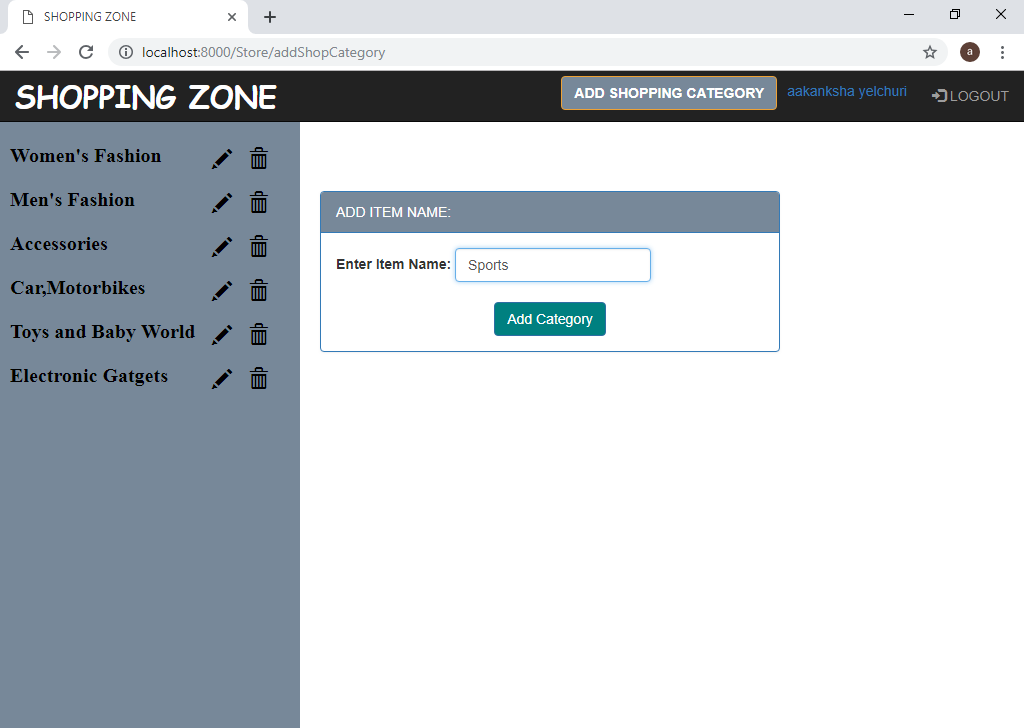 SHOPPING ZONE
localhost:8000/Store/addShopCategory
a
SHOPPING ZONE
ADD SHOPPING CATEGORY
aakanksha yelchuri
LOGOUT
Women's Fashion
Men's Fashion
Accessories
Car,Motorbikes
Toys and Baby World
Electronic Gatgets
ADD ITEM NAME:
Enter Item Name: Sports
Add Category